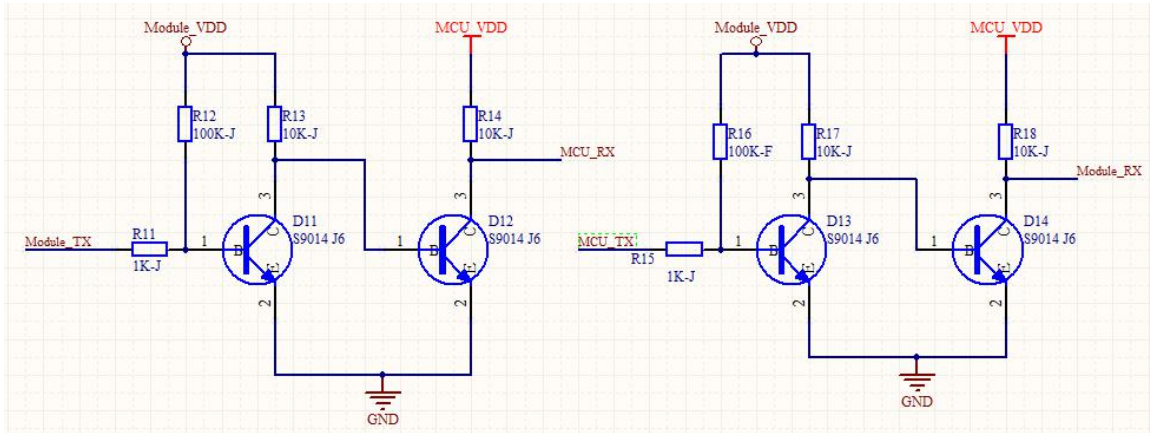 Module_VDD
MCU_VDD
R12
100K-J
R13
10K-J
R14
10K-J
MCU_RX
3
3
D11
S9014 J6
D12
S9014 J6
Module_TX
R11
1K-J
1
B
C
E
2
1
B
C
E
2
GND
Module_VDD
MCU_VDD
R16
100K-F
R17
10K-J
R18
10K-J
Module_RX
3
3
D13
S9014 J6
D14
S9014 J6
MCU_TX
R15
1K-J
1
B
C
E
2
1
B
C
E
2
GND